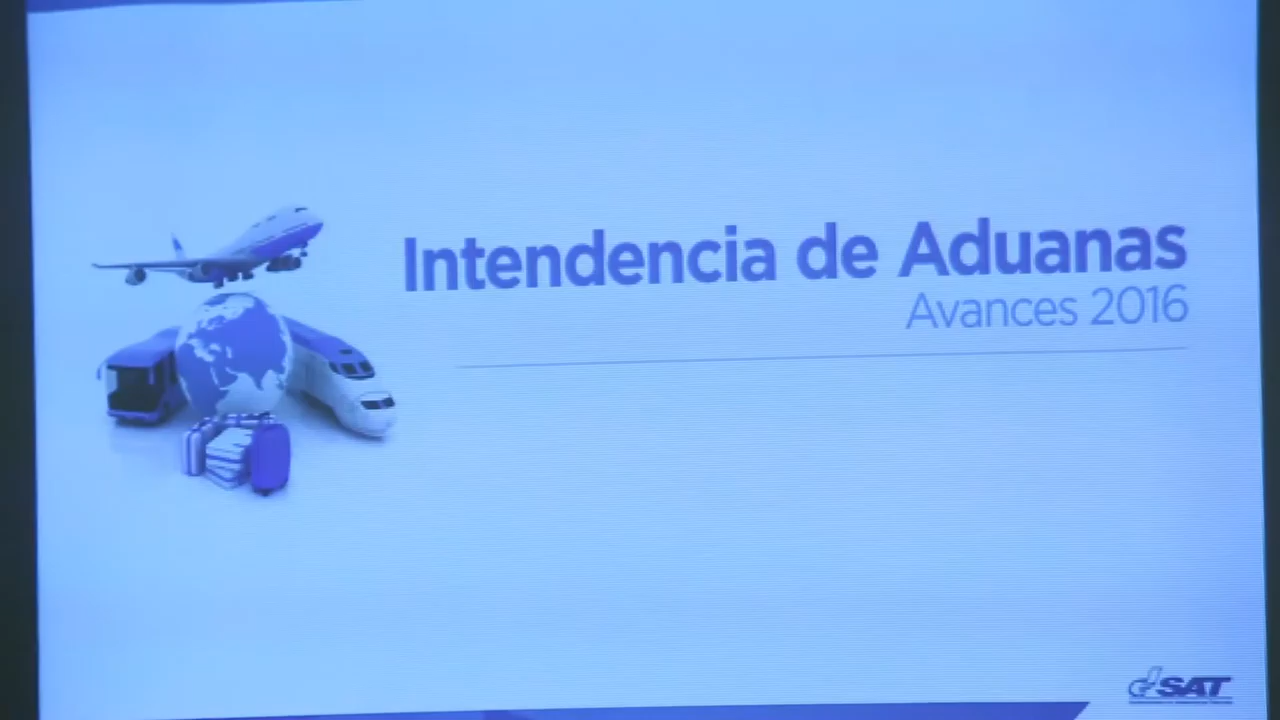 Intendencia de Aduanas
Avances 2016
SAT